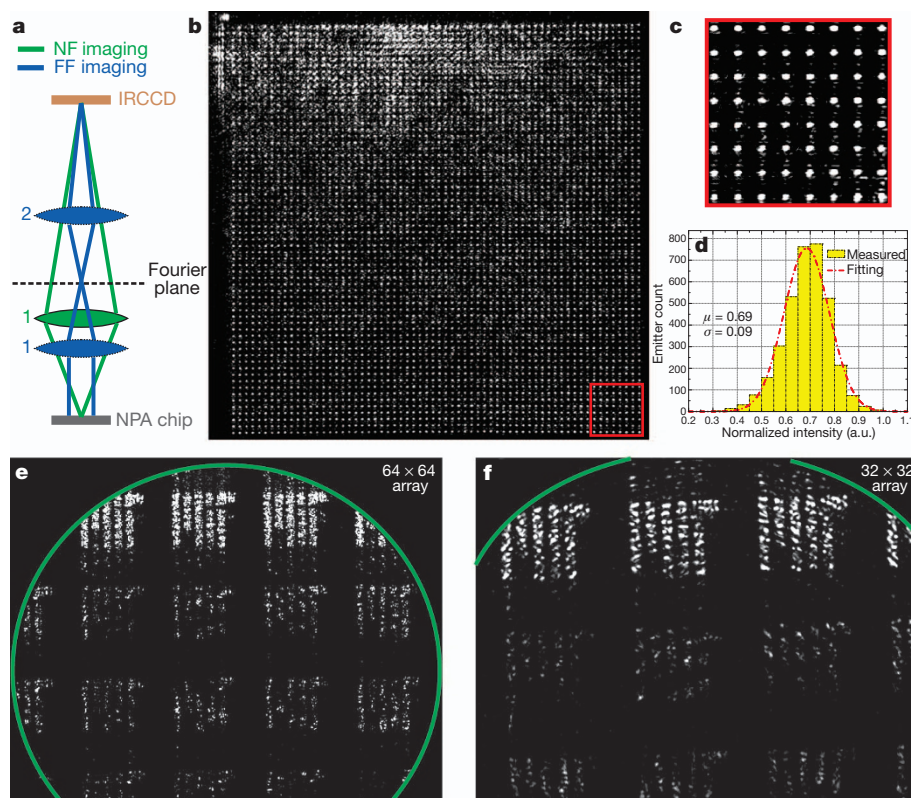 a
NF imaging
FF imaging
IRCCD
2
Fourier
plane
1
1
NPA chip
b
c
d
Measured
Fitting
μ = 0.69
σ = 0.09
Emitter count
800
700
600
500
400
300
200
100
0
0.2 0.3 0.4 0.5 0.6 0.7 0.8 0.9 1.0 1.
Normalized intensity (a.u.)
e
64 × 64
array
f
32 × 32
array